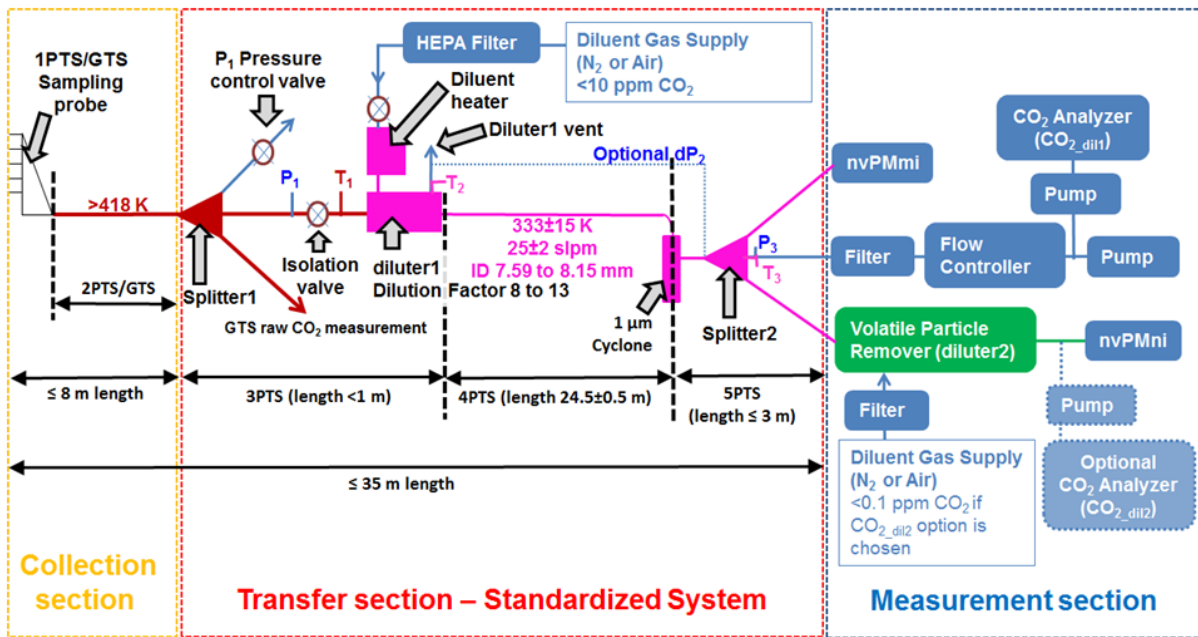 1PTS/GTS
Sampling
probe
P1 Pressure
control valve
HEPA Filter
Diluent Gas Supply
(N2 or Air)
<10 ppm CO2
Diluent
heater
Diluter1 vent
Optional dP2
CO2 Analyzer
(CO2_dil1)
nvPMmi
Pump
>418 K
P1
T1
T2
333±15 K
25±2 slpm
ID 7.59 to 8.15 mm
P3
T3
Filter
Flow
Controller
Pump
2PTS/GTS
Splitter1
Isolation
valve
diluter1
Dilution Factor 8 to 13
GTS raw CO2 measurement
1 µm
Cyclone
Splitter2
Volatile Particle
Remover (diluter2)
nvPMni
≤ 8 m length
3PTS (length <1 m)
4PTS (length 24.5±0.5 m)
5PTS
(length ≤ 3 m)
Filter
Pump
≤ 35 m length
Diluent Gas Supply
(N2 or Air)
<0.1 ppm CO2 if
CO2_dil2 option is
chosen
Optional
CO2 Analyzer
(CO2_dil2)
Collection
section
Transfer section – Standardized System
Measurement section